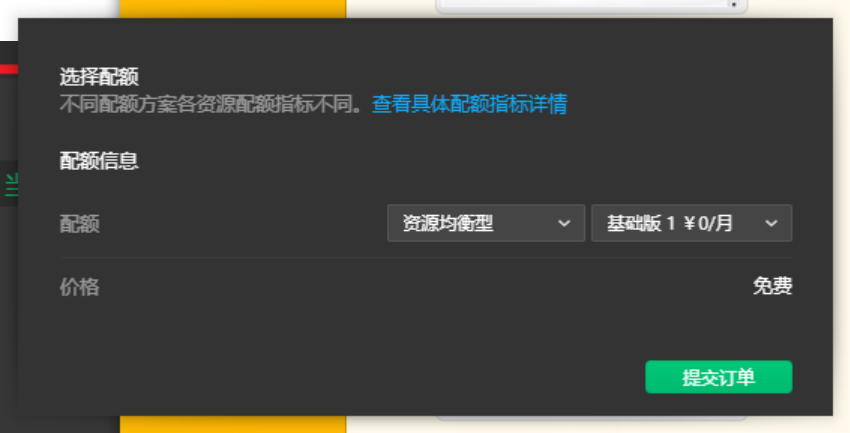 选择配额
不同配额方案各资源配额指标不同。查看具体配额指标详情
配额信息
配额 资源均衡型 基础版 1 ¥0/月
价格 免费
提交订单